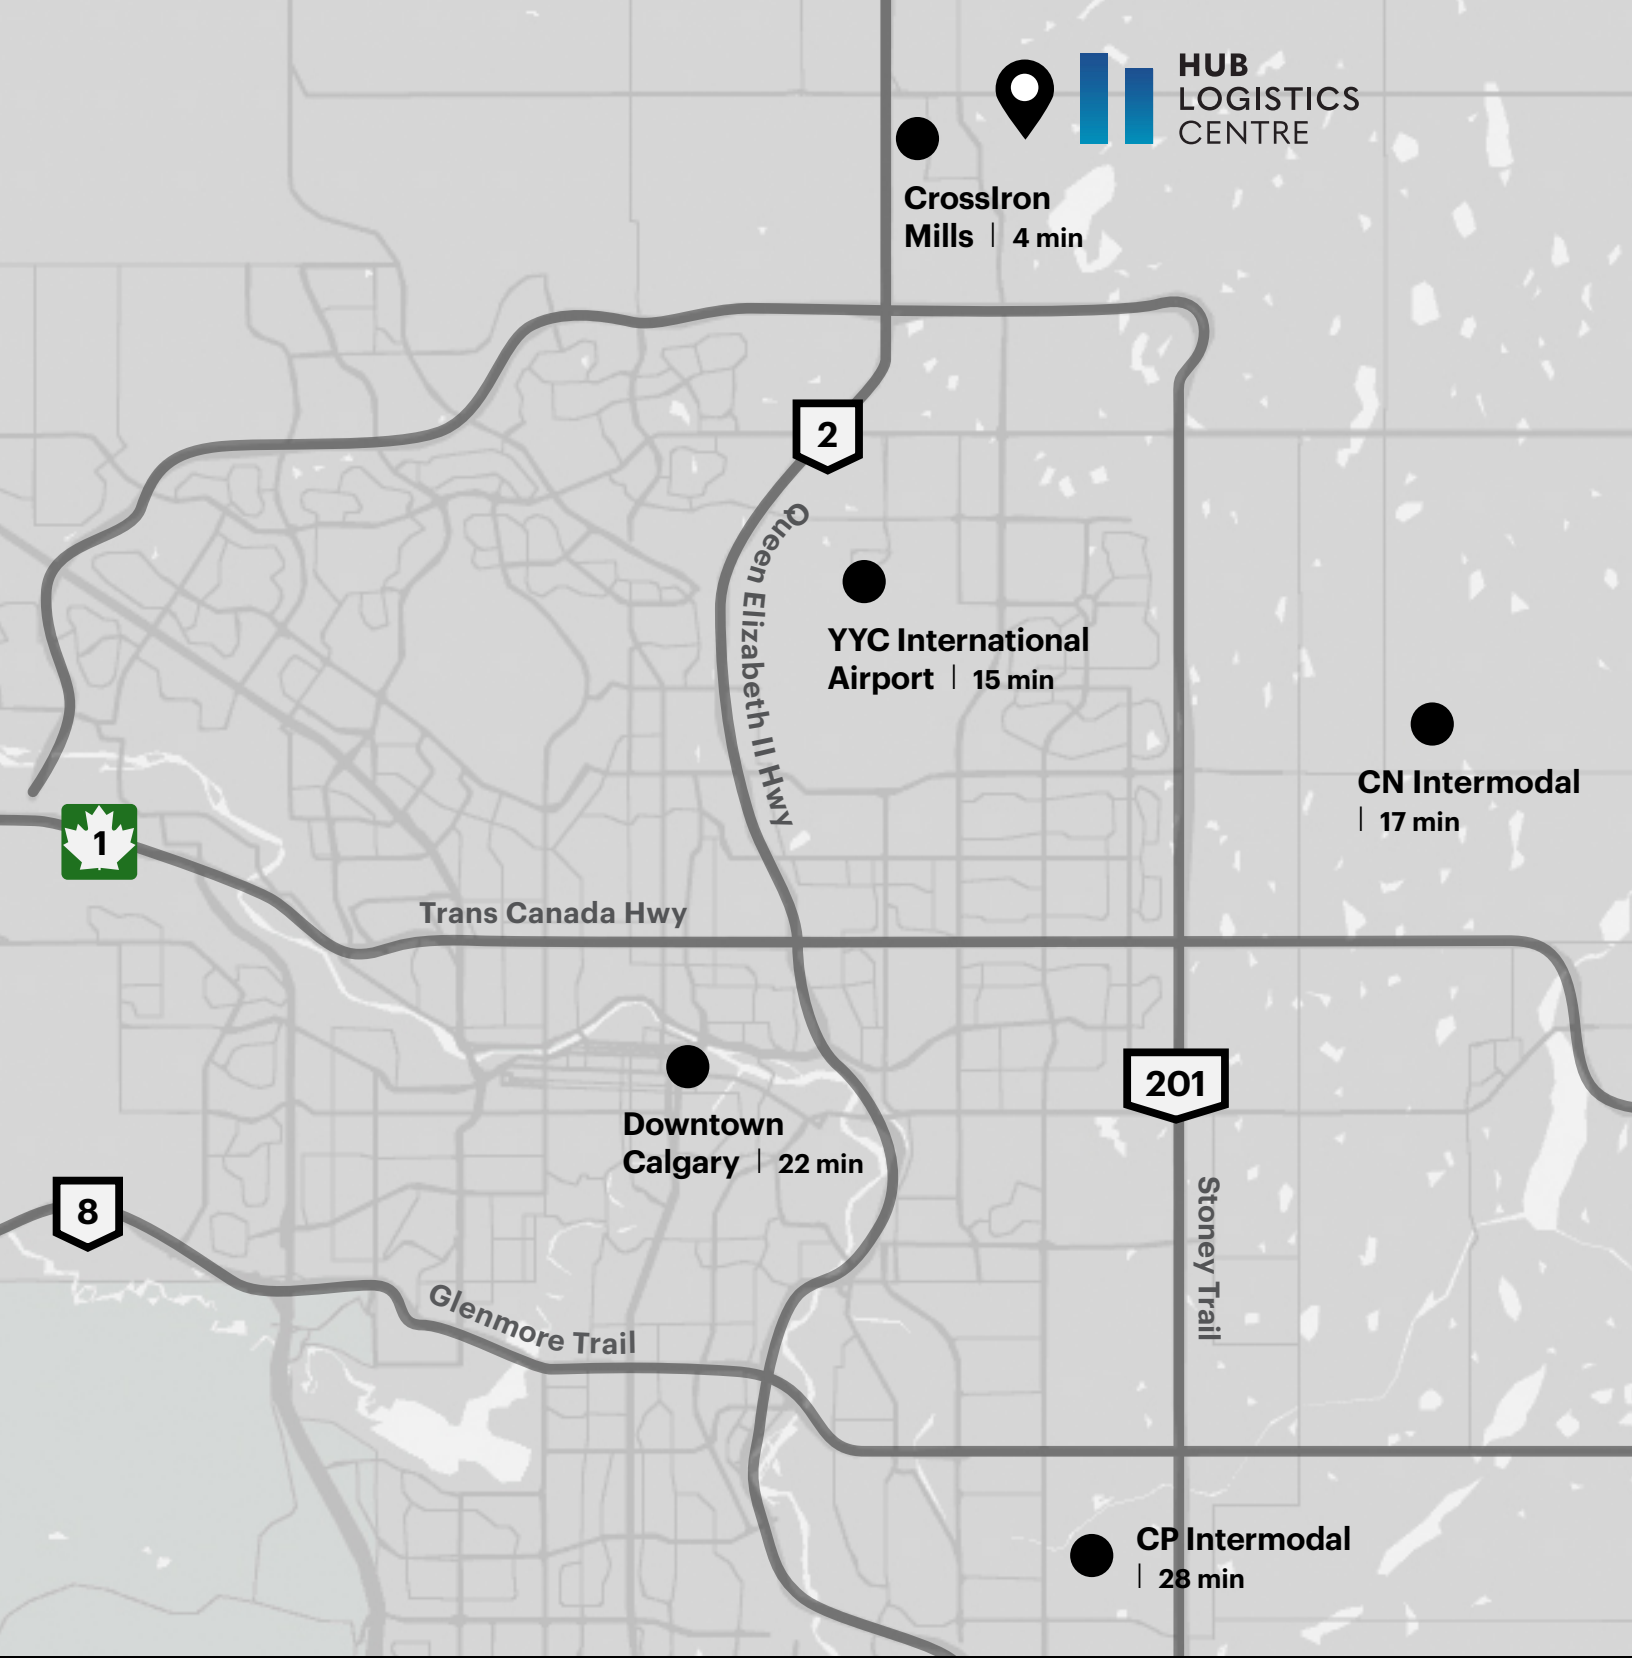 HUB
LOGISTICS
CENTRE
CrossIron
Mills | 4 min
2
Queen Elizabeth II Hwy
YYC International
Airport | 15 min
CN Intermodal
| 17 min
1
Trans Canada Hwy
201
Downtown
Calgary | 22 min
8
Stoney Trail
Glenmore Trail
CP Intermodal
| 28 min